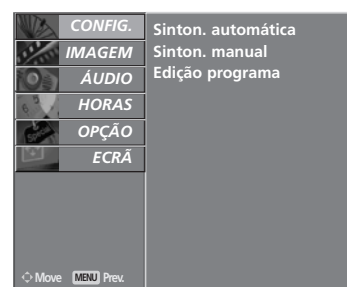 CONFIG.
IMAGEM
ÁUDIO
HORAS
OPÇÃO
ECRÃ
Sinton. automática
Sinton. manual
Edição programa
Move MENU Prev.